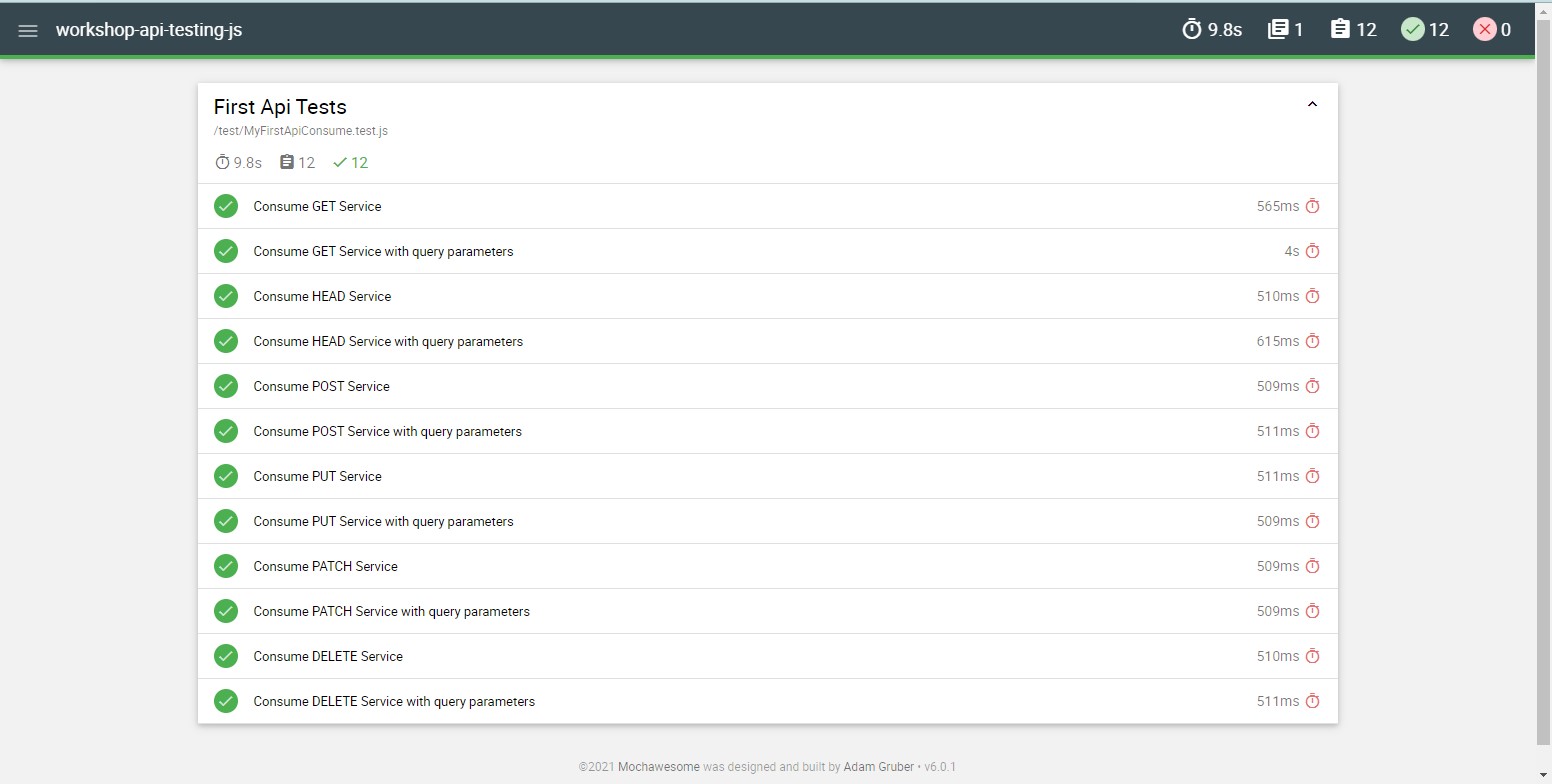 workshop-api-testing-js 9.8s 1 12 12 0
First Api Tests
/test/MyFirstApiConsume.test.js
9.8s 12 12
Consume GET Service 565ms
Consume GET Service with query parameters 4s
Consume HEAD Service 510ms
Consume HEAD Service with query parameters 615ms
Consume POST Service 509ms
Consume POST Service with query parameters 511ms
Consume PUT Service 511ms
Consume PUT Service with query parameters 509ms
Consume PATCH Service 509ms
Consume PATCH Service with query parameters 509ms
Consume DELETE Service 510ms
Consume DELETE Service with query parameters 511ms
©2021 Mochawesome was designed and built by Adam Gruber • v6.0.1